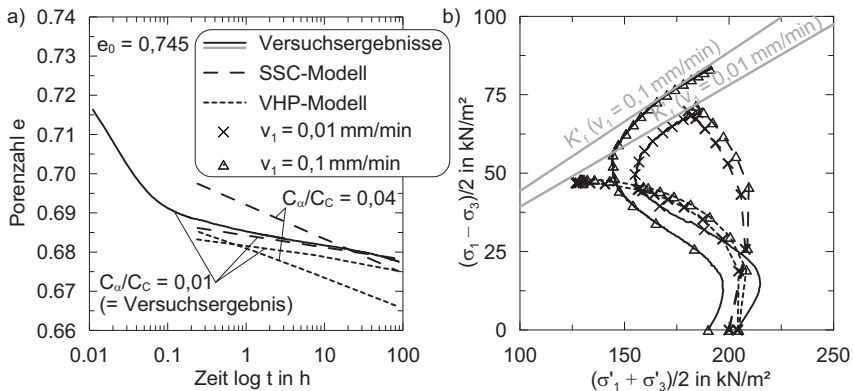 a)
0.74
0.73
0.72
0.71
0.70
0.69
0.68
0.67
0.66
Porenzahl e
e₀ = 0,745
Versuchsergebnisse
SSC-Modell
VHP-Modell
v₁ = 0,01 mm/min
v₁ = 0,1 mm/min
Cα/CC = 0,04
Cα/CC = 0,01
(= Versuchsergebnis)
0.01
0.1
1
10
100
Zeit log t in h
b)
100
75
50
25
0
(σ₁ – σ₃)/2 in kN/m²
K'f (v₁ = 0,1 mm/min)
K'f (v₁ = 0,01 mm/min)
100
150
200
250
(σ'₁ + σ'₃)/2 in kN/m²